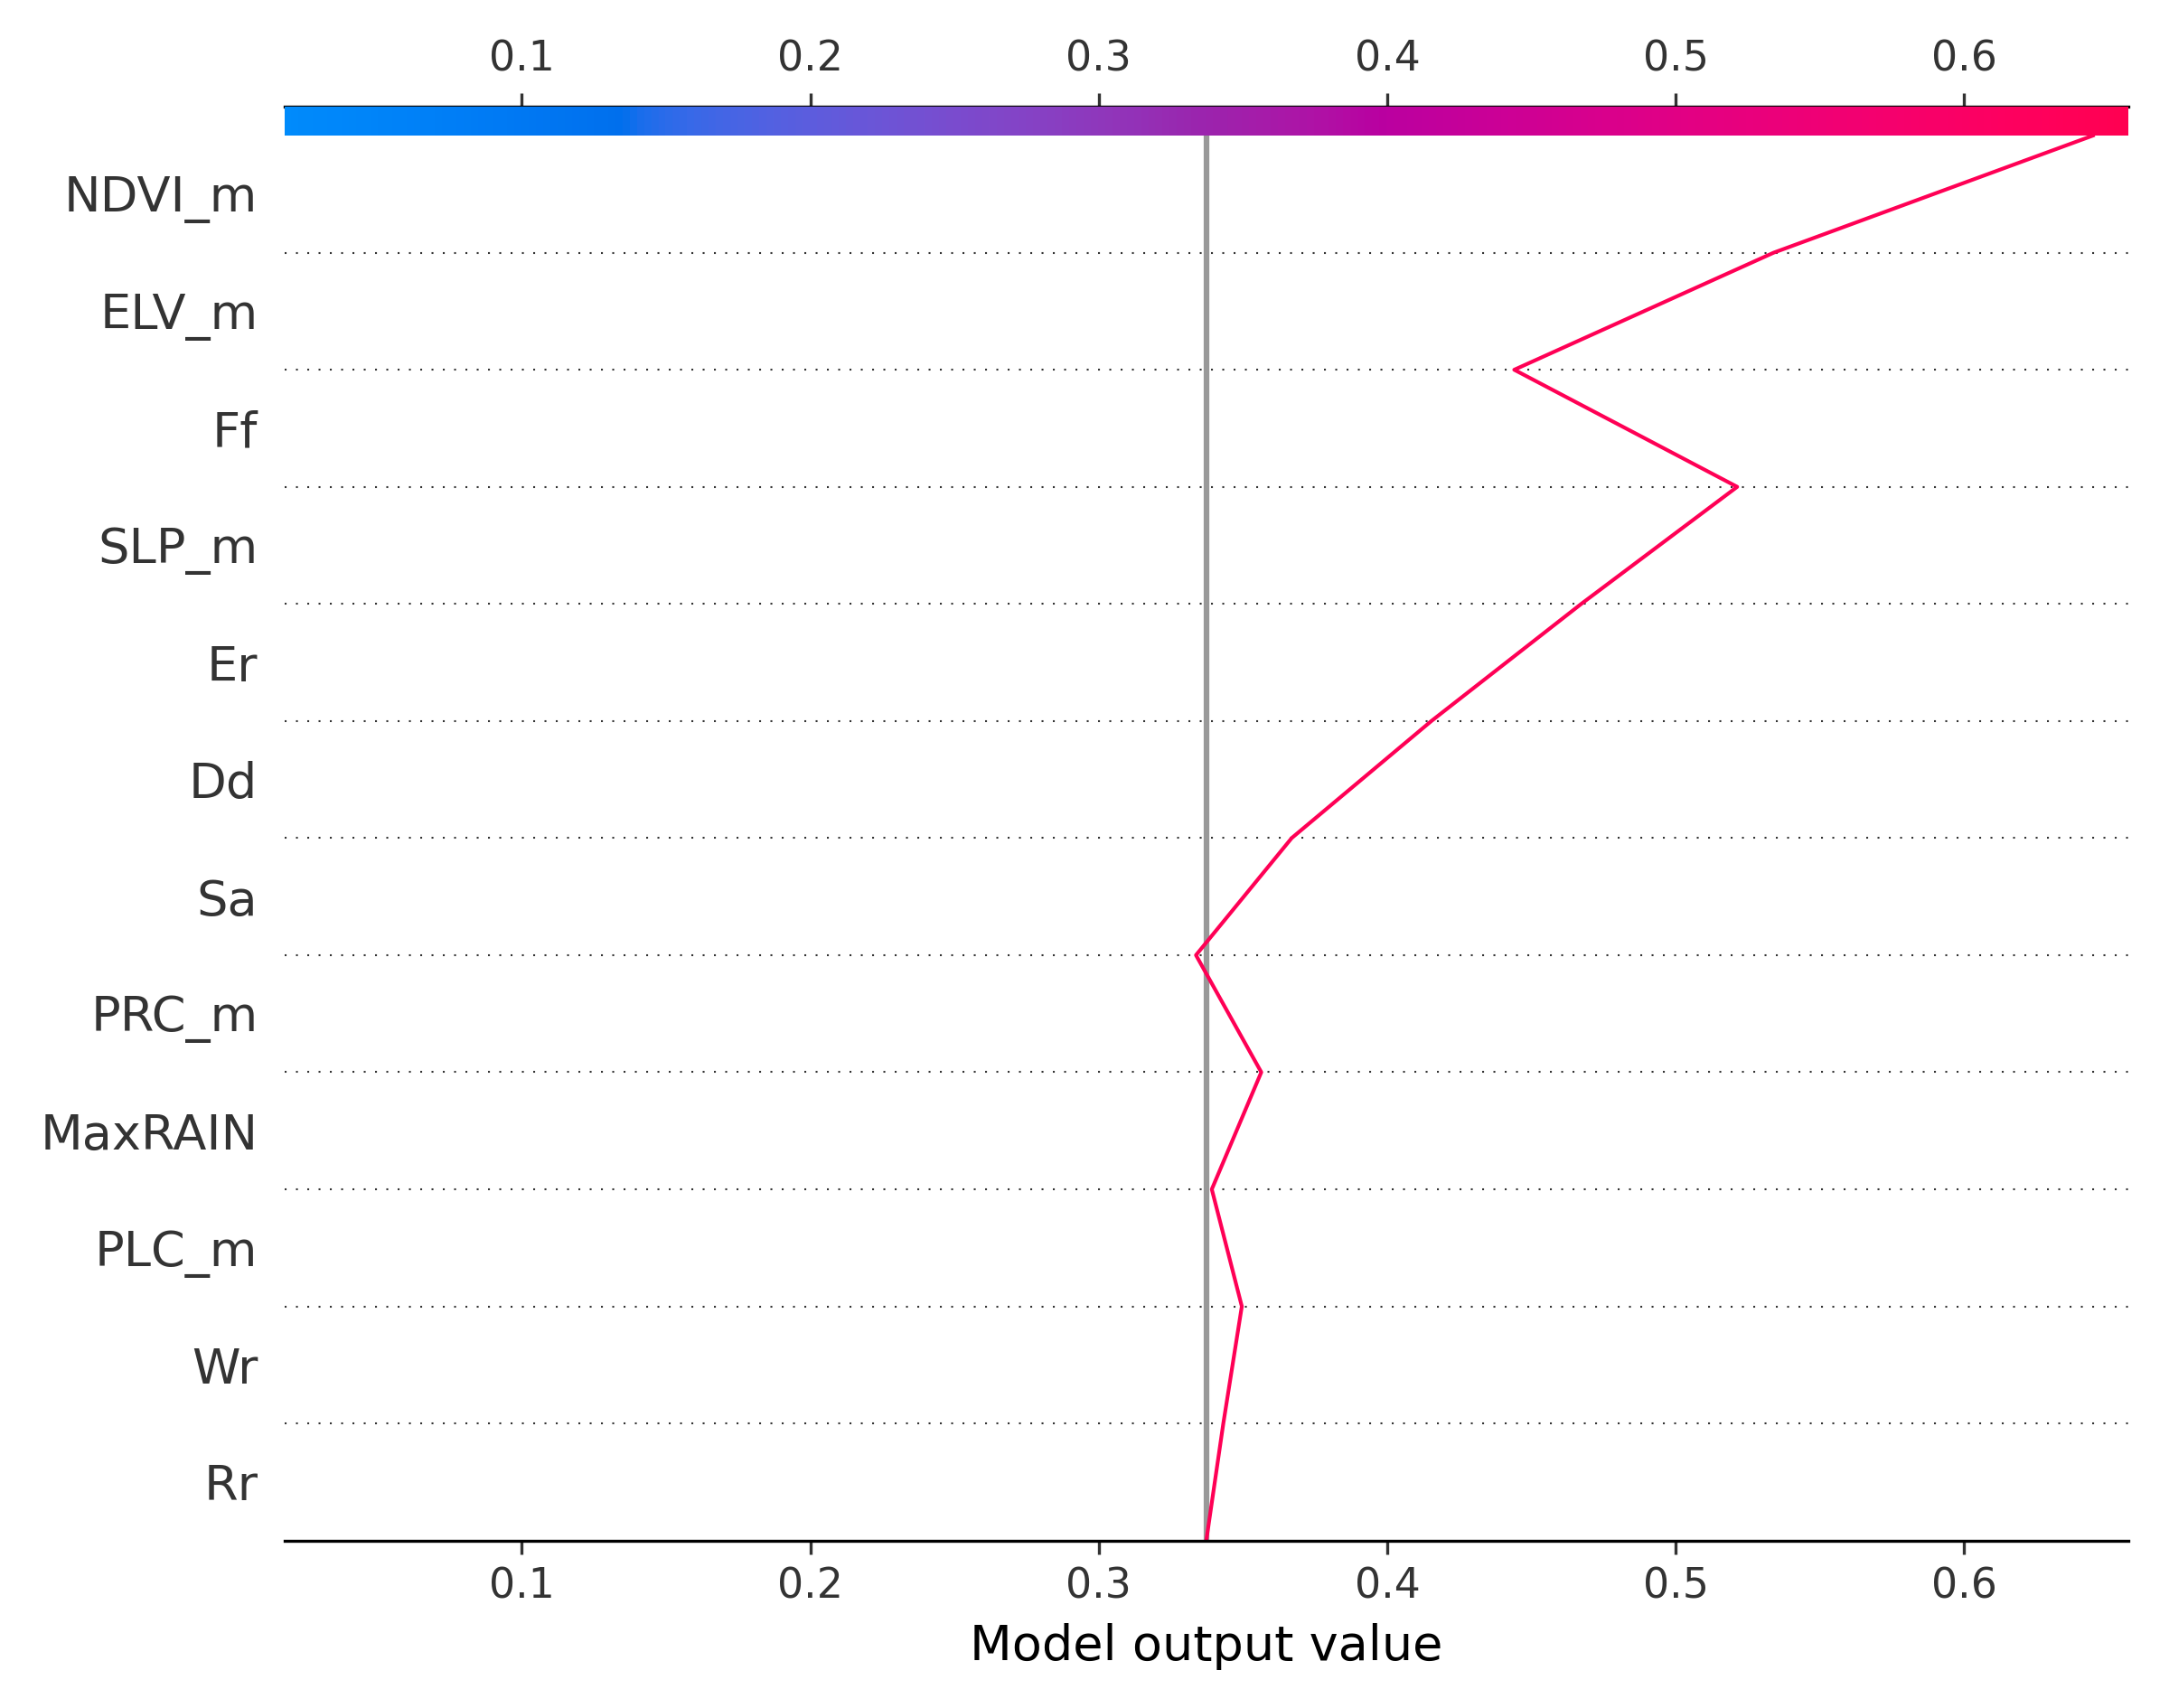 0.1 0.2 0.3 0.4 0.5 0.6
NDVI_m
ELV_m
Ff
SLP_m
Er
Dd
Sa
PRC_m
MaxRAIN
PLC_m
Wr
Rr
0.1 0.2 0.3 0.4 0.5 0.6
Model output value